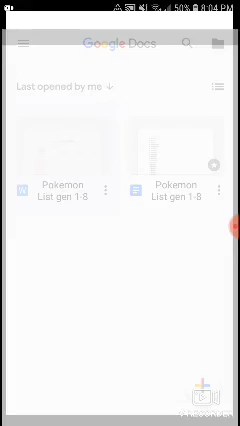 50% 8:04 PM
Google Docs
Last opened by me
Pokemon
List gen 1-8
W
Pokemon
List gen 1-8